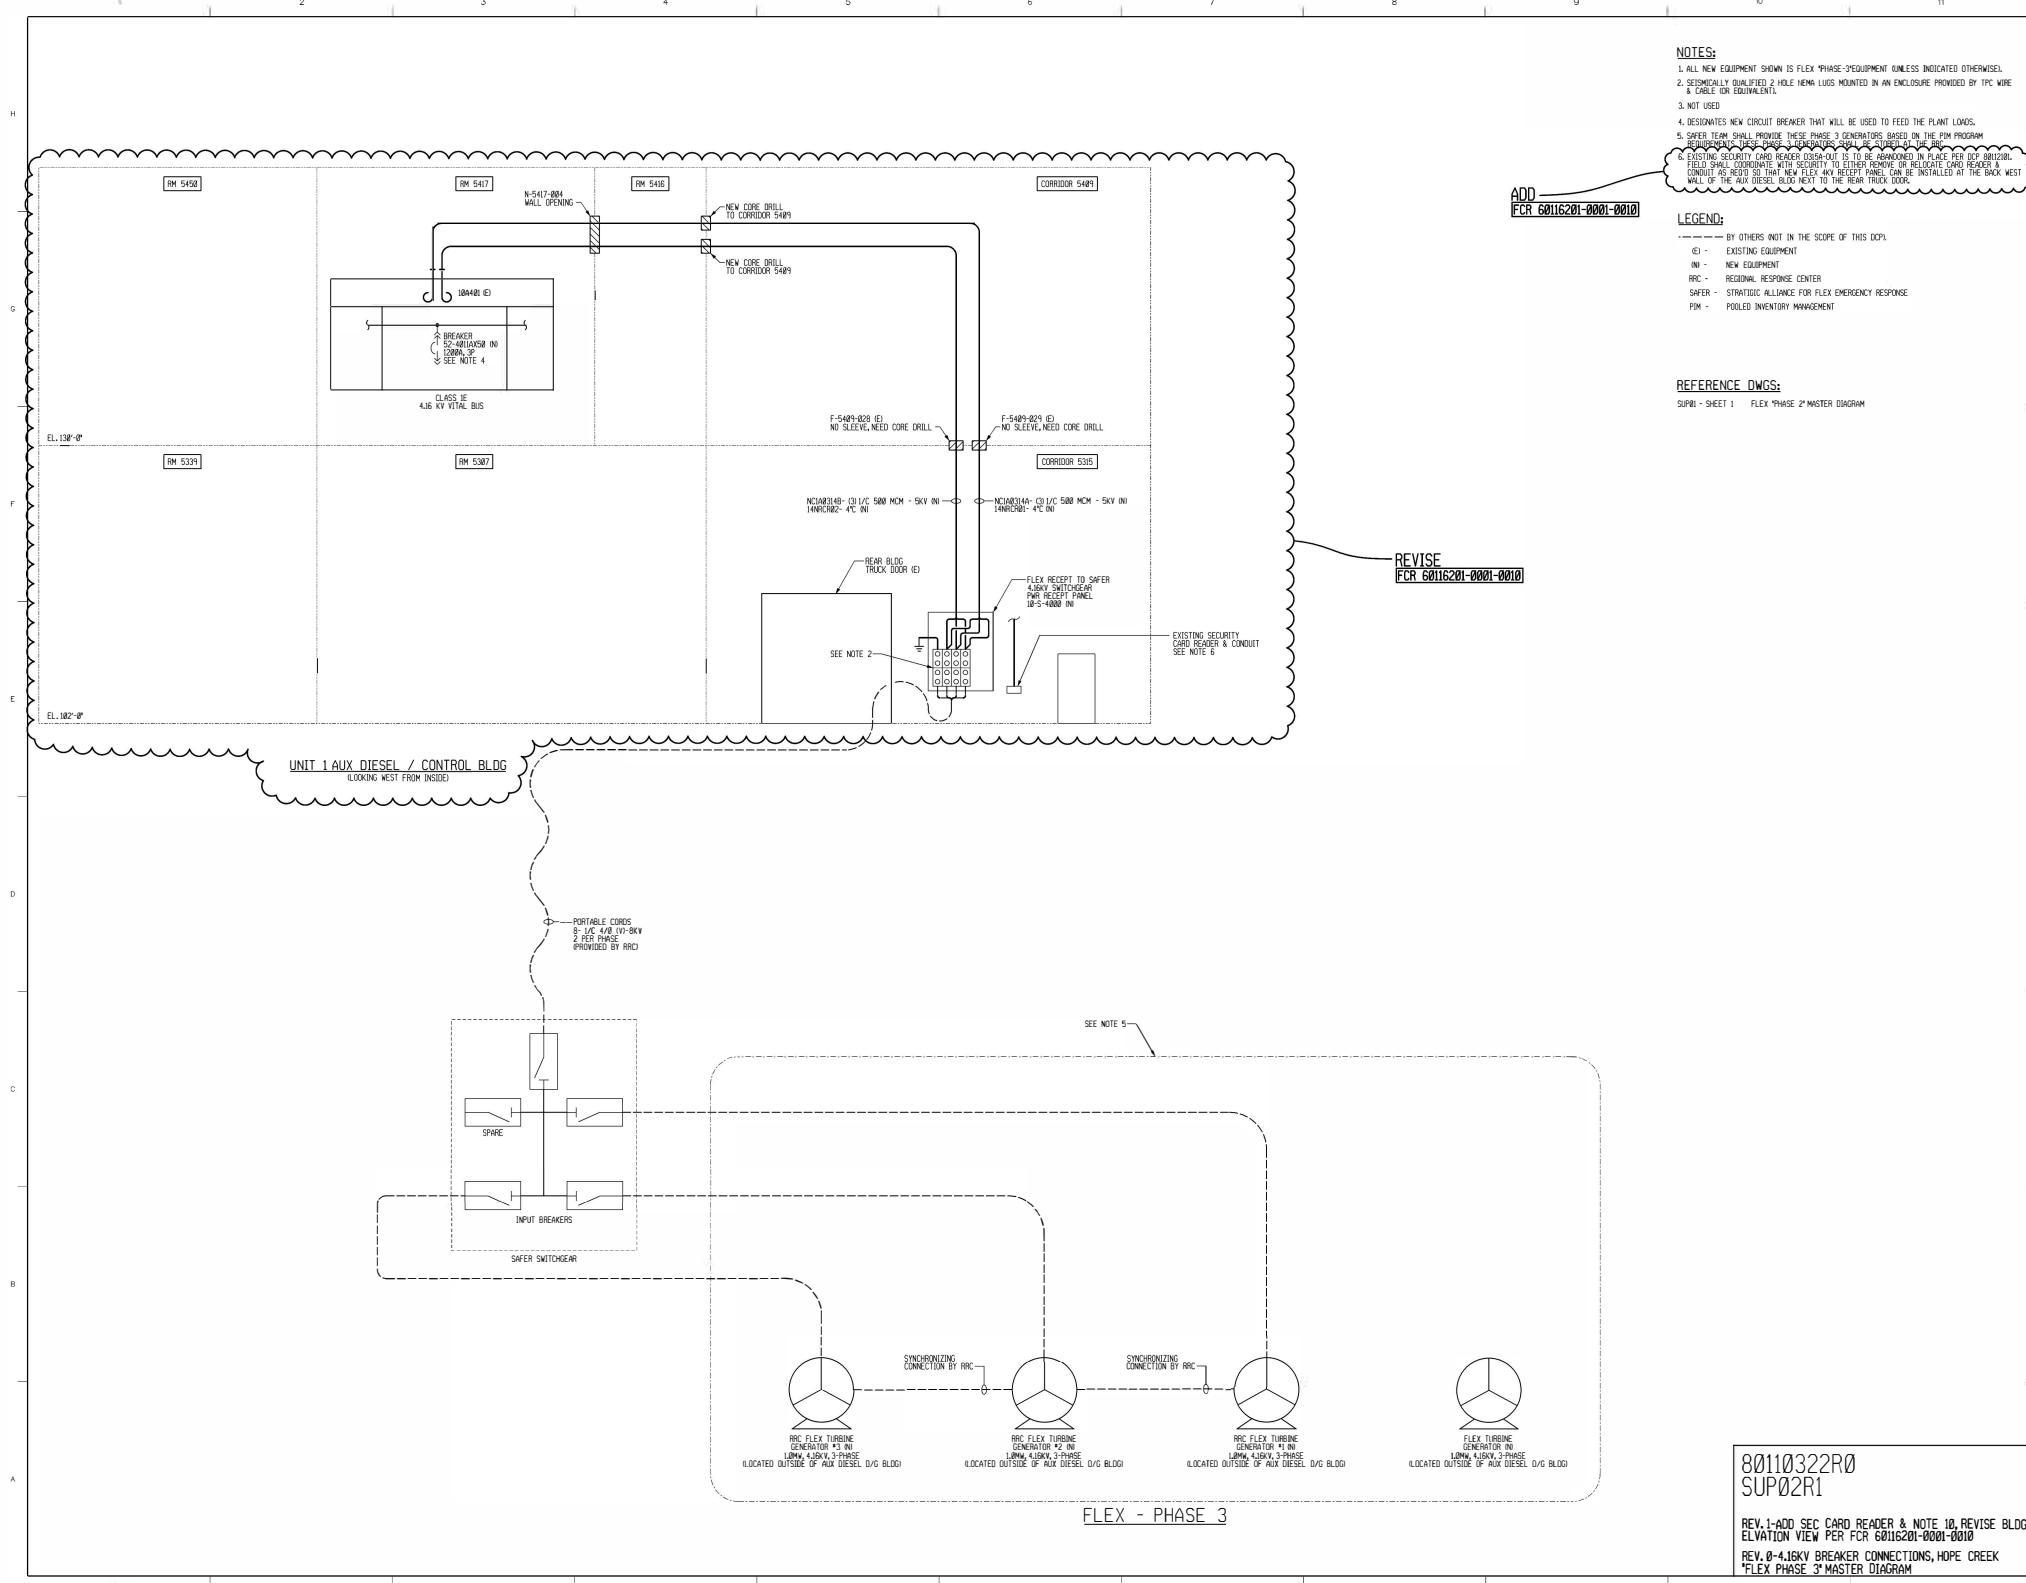 2 3 4 5 6 7 8 9 10 11
H
G
F
E
D
C
B
A
NOTES:
1. ALL NEW EQUIPMENT SHOWN IS FLEX "PHASE-3"EQUIPMENT (UNLESS INDICATED OTHERWISE).
2. SEISMICALLY QUALIFIED 2 HOLE NEMA LUGS MOUNTED IN AN ENCLOSURE PROVIDED BY TPC WIRE
& CABLE (OR EQUIVALENT).
3. NOT USED
4. DESIGNATES NEW CIRCUIT BREAKER THAT WILL BE USED TO FEED THE PLANT LOADS.
5. SAFER TEAM SHALL PROVIDE THESE PHASE 3 GENERATORS BASED ON THE PIM PROGRAM
REQUIREMENTS THESE PHASE 3 GENERATORS SHALL BE STORED AT THE RRC.
6. EXISTING SECURITY CARD READER D315A-OUT IS TO BE ABANDONED IN PLACE PER DCP 80112101.
FIELD SHALL COORDINATE WITH SECURITY TO EITHER REMOVE OR RELOCATE CARD READER &
CONDUIT AS REQ'D SO THAT NEW FLEX 4KV RECEPT PANEL CAN BE INSTALLED AT THE BACK WEST
WALL OF THE AUX DIESEL BLDG NEXT TO THE REAR TRUCK DOOR.
ADD
FCR 60116201-0001-0010
LEGEND:
BY OTHERS (NOT IN THE SCOPE OF THIS DCP).
(E) - EXISTING EQUIPMENT
(N) - NEW EQUIPMENT
RRC - REGIONAL RESPONSE CENTER
SAFER - STRATIGIC ALLIANCE FOR FLEX EMERGENCY RESPONSE
PIM - POOLED INVENTORY MANAGEMENT
REFERENCE DWGS:
SUP01 - SHEET 1 FLEX "PHASE 2" MASTER DIAGRAM
RM 5450
RM 5417
RM 5416
CORRIDOR 5409
N-5417-004
WALL OPENING
NEW CORE DRILL
TO CORRIDOR 5409
NEW CORE DRILL
TO CORRIDOR 5409
10A401 (E)
BREAKER
52-4011AX50 (N)
1200A, 3P
SEE NOTE 4
CLASS 1E
4.16 KV VITAL BUS
F-5409-028 (E)
NO SLEEVE, NEED CORE DRILL
F-5409-029 (E)
NO SLEEVE, NEED CORE DRILL
EL. 130'-0"
RM 5339
RM 5307
CORRIDOR 5315
NC1A0314B- (3) 1/C 500 MCM - 5KV (N)
14NRCR02- 4"C (N)
NC1A0314A- (3) 1/C 500 MCM - 5KV (N)
14NRCR01- 4"C (N)
REVISE
FCR 60116201-0001-0010
REAR BLDG
TRUCK DOOR (E)
FLEX RECEPT TO SAFER
4.16KV SWITCHGEAR
PWR RECEPT PANEL
10-S-4000 (N)
SEE NOTE 2
EXISTING SECURITY
CARD READER & CONDUIT
SEE NOTE 6
EL. 102'-0"
UNIT 1 AUX DIESEL / CONTROL BLDG
(LOOKING WEST FROM INSIDE)
PORTABLE CORDS
8- 1/C 4/0 (V)-8KV
2 PER PHASE
(PROVIDED BY RRC)
SEE NOTE 5
SPARE
INPUT BREAKERS
SAFER SWITCHGEAR
SYNCHRONIZING
CONNECTION BY RRC
SYNCHRONIZING
CONNECTION BY RRC
RRC FLEX TURBINE
GENERATOR #3 (N)
1.0MW, 4.16KV, 3-PHASE
(LOCATED OUTSIDE OF AUX DIESEL D/G BLDG)
RRC FLEX TURBINE
GENERATOR #2 (N)
1.0MW, 4.16KV, 3-PHASE
(LOCATED OUTSIDE OF AUX DIESEL D/G BLDG)
RRC FLEX TURBINE
GENERATOR #1 (N)
1.0MW, 4.16KV, 3-PHASE
(LOCATED OUTSIDE OF AUX DIESEL D/G BLDG)
FLEX TURBINE
GENERATOR (N)
1.0MW, 4.16KV, 3-PHASE
(LOCATED OUTSIDE OF AUX DIESEL D/G BLDG)
FLEX - PHASE 3
80110322R0
SUP02R1
REV. 1-ADD SEC CARD READER & NOTE 10, REVISE BLDG
ELVATION VIEW PER FCR 60116201-0001-0010
REV. 0-4.16KV BREAKER CONNECTIONS, HOPE CREEK
"FLEX PHASE 3" MASTER DIAGRAM